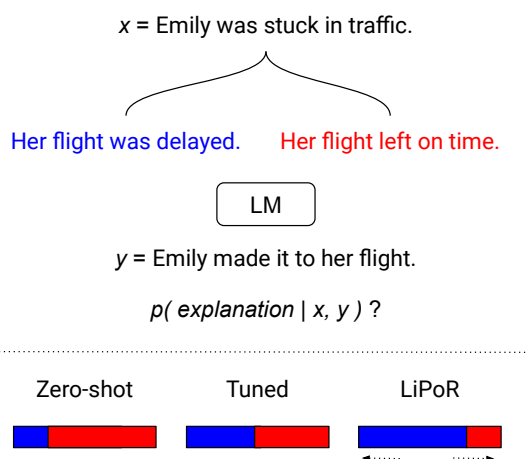 x = Emily was stuck in traffic.
Her flight was delayed. Her flight left on time.
LM
y = Emily made it to her flight.
p( explanation | x, y ) ?
Zero-shot Tuned LiPoR